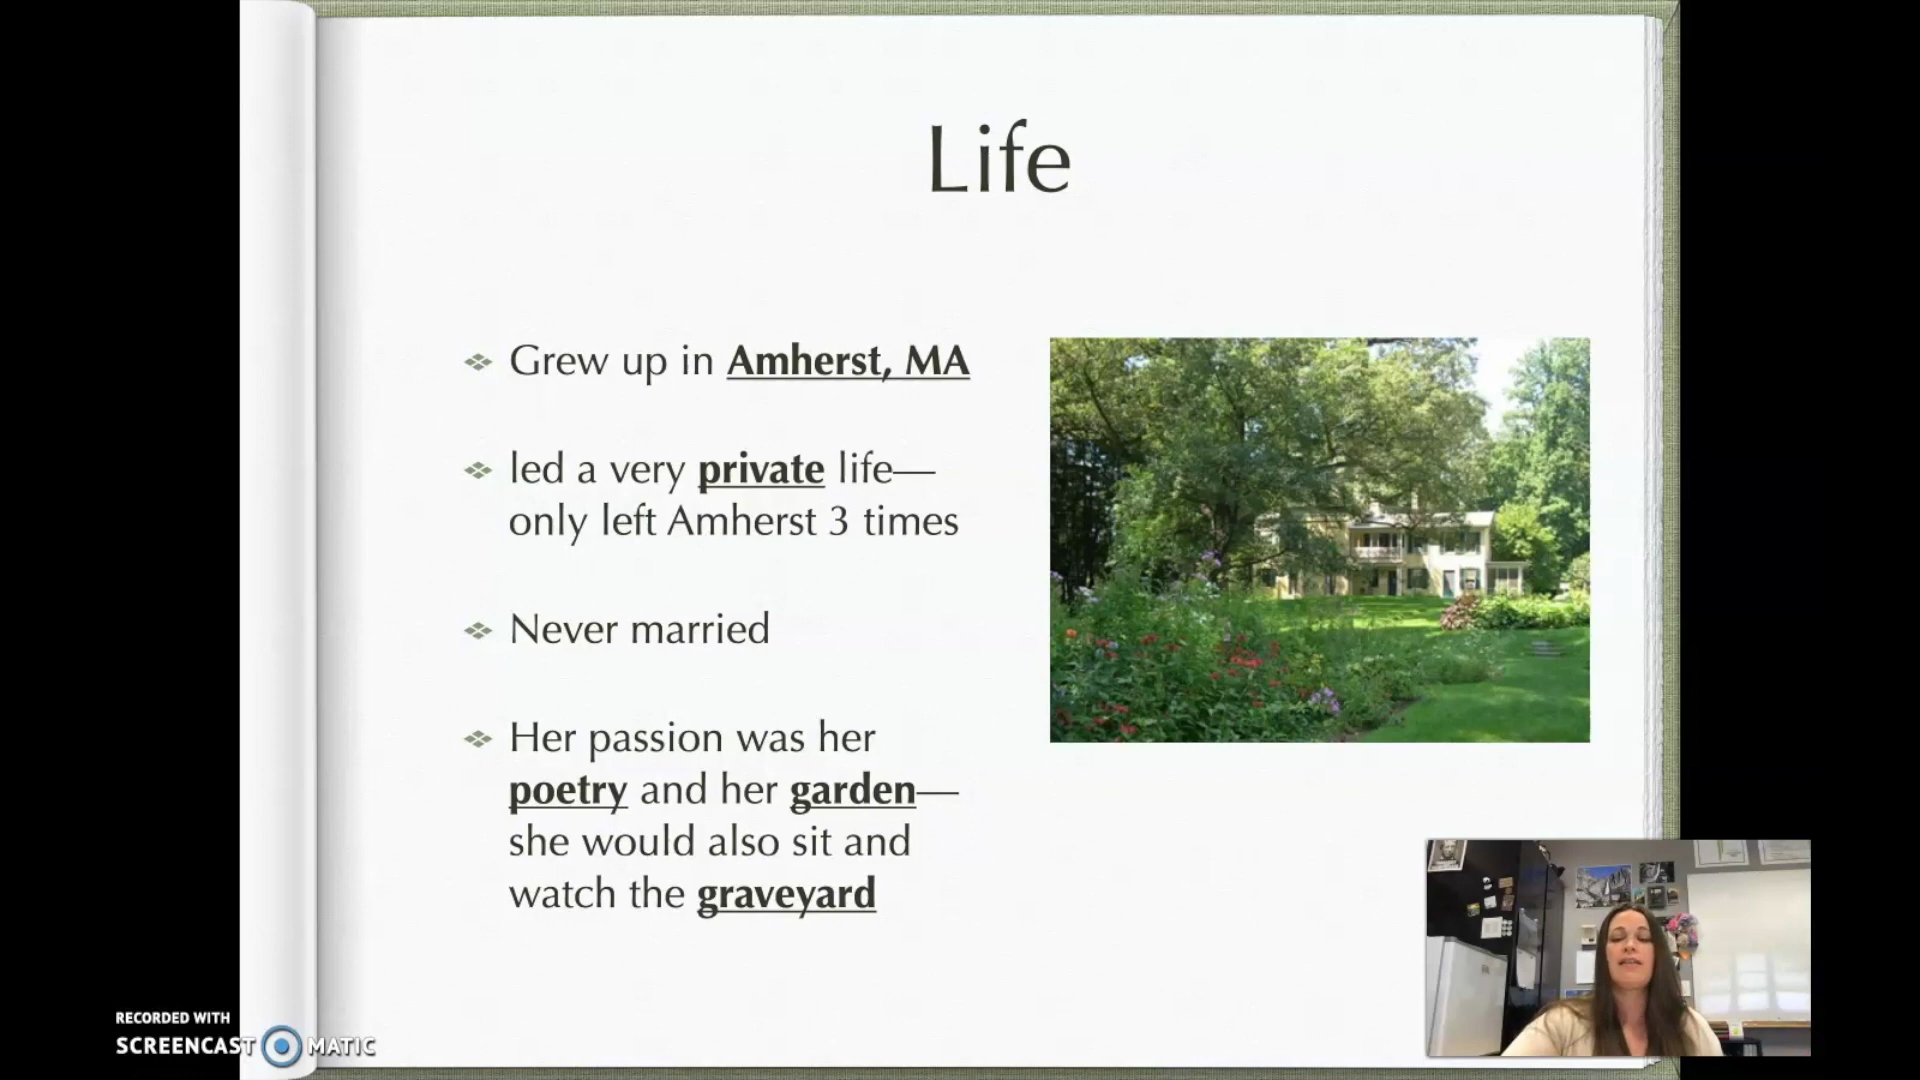 Life
Grew up in Amherst, MA
led a very private life—
only left Amherst 3 times
Never married
Her passion was her
poetry and her garden—
she would also sit and
watch the graveyard
RECORDED WITH
SCREENCAST MATIC